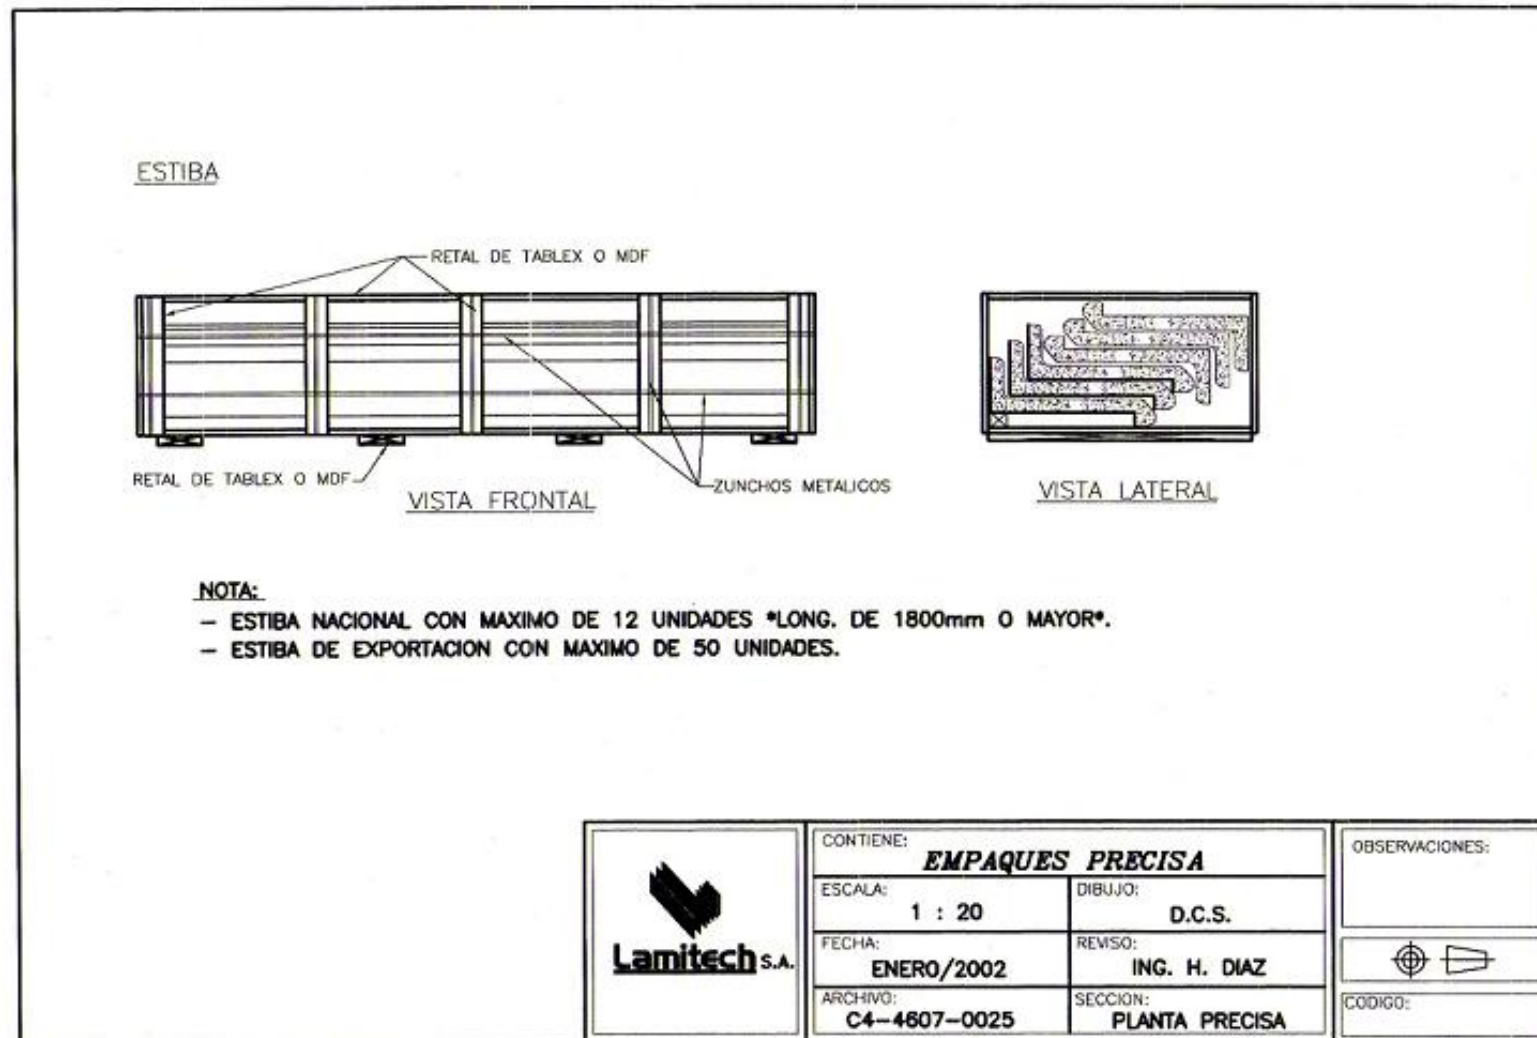 ESTIBA
RETAL DE TABLEX O MDF
RETAL DE TABLEX O MDF
VISTA FRONTAL
ZUNCHOS METALICOS
VISTA LATERAL
NOTA:
– ESTIBA NACIONAL CON MAXIMO DE 12 UNIDADES *LONG. DE 1800mm O MAYOR*.
– ESTIBA DE EXPORTACION CON MAXIMO DE 50 UNIDADES.
Lamitech S.A.
CONTIENE:
EMPAQUES PRECISA
ESCALA:
1 : 20
DIBUJO:
D.C.S.
FECHA:
ENERO/2002
REVISO:
ING. H. DIAZ
ARCHIVO:
C4-4607-0025
SECCION:
PLANTA PRECISA
OBSERVACIONES:
CODIGO: